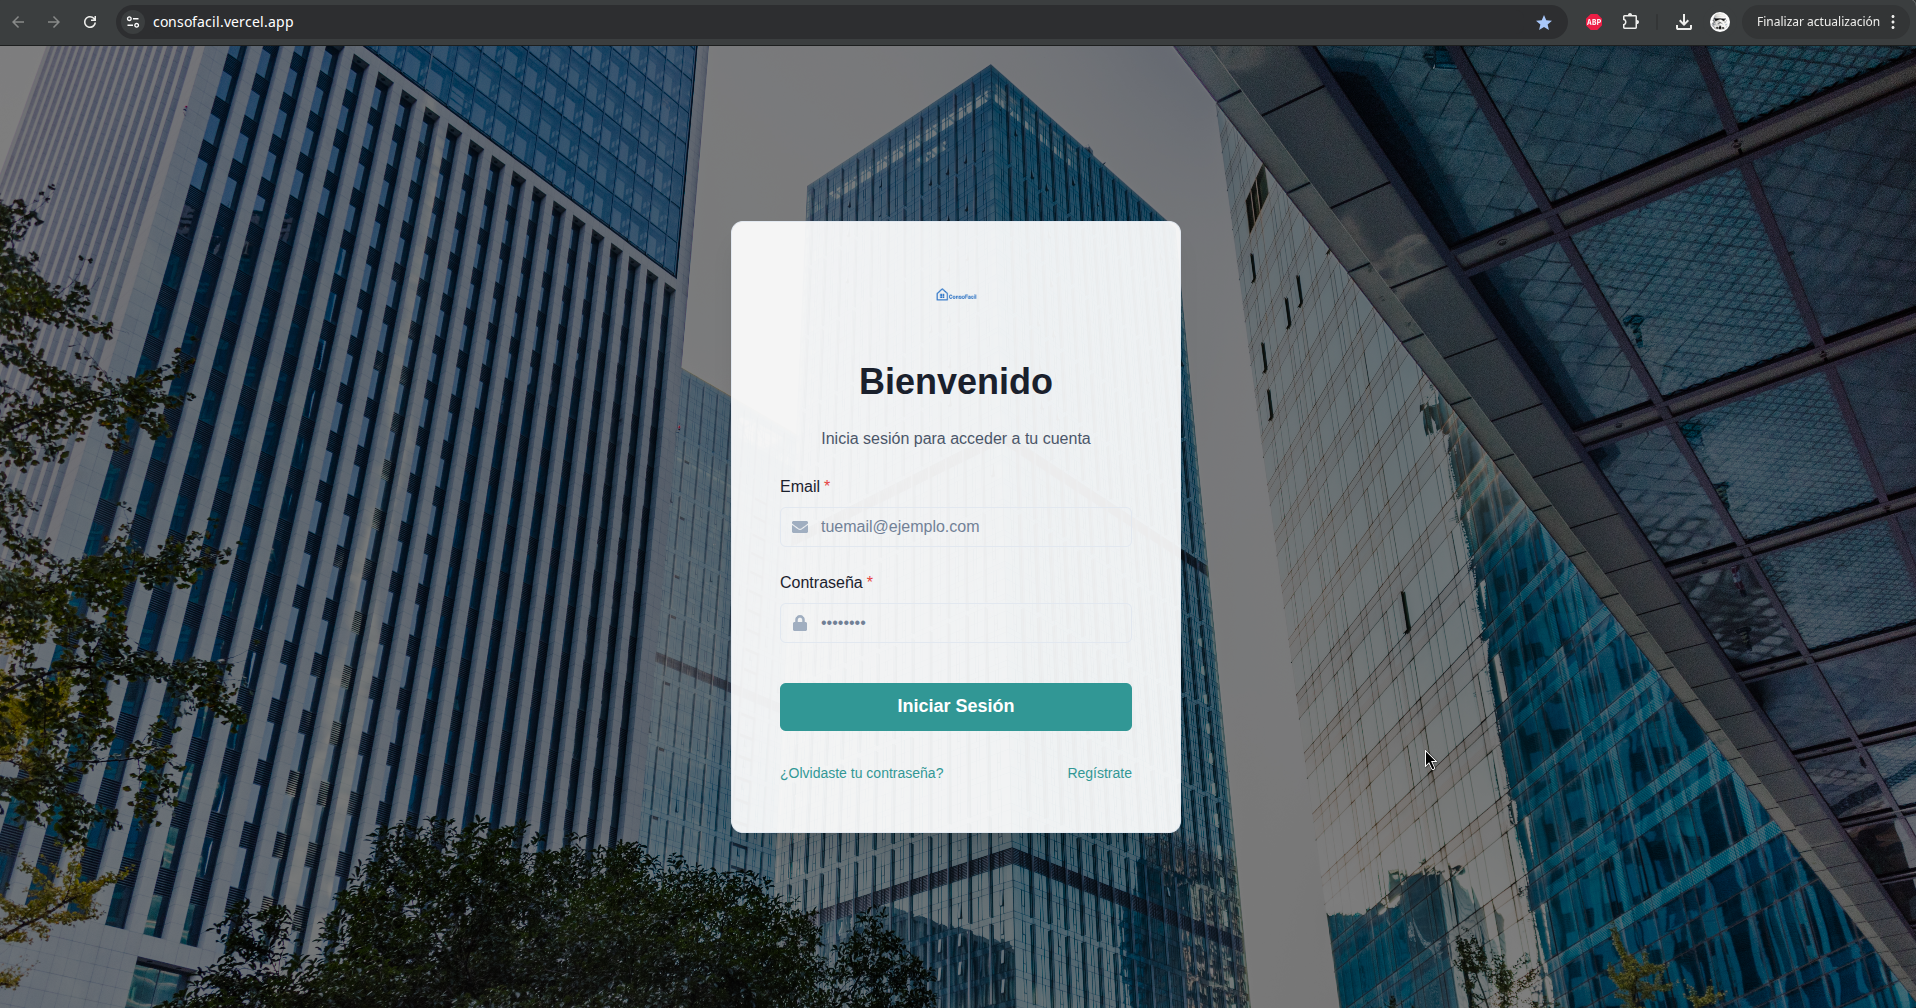 consofacil.vercel.app
ABP
Finalizar actualización
ConsoFacil
Bienvenido
Inicia sesión para acceder a tu cuenta
Email *
tuemail@ejemplo.com
Contraseña *
••••••••
Iniciar Sesión
¿Olvidaste tu contraseña?
Regístrate